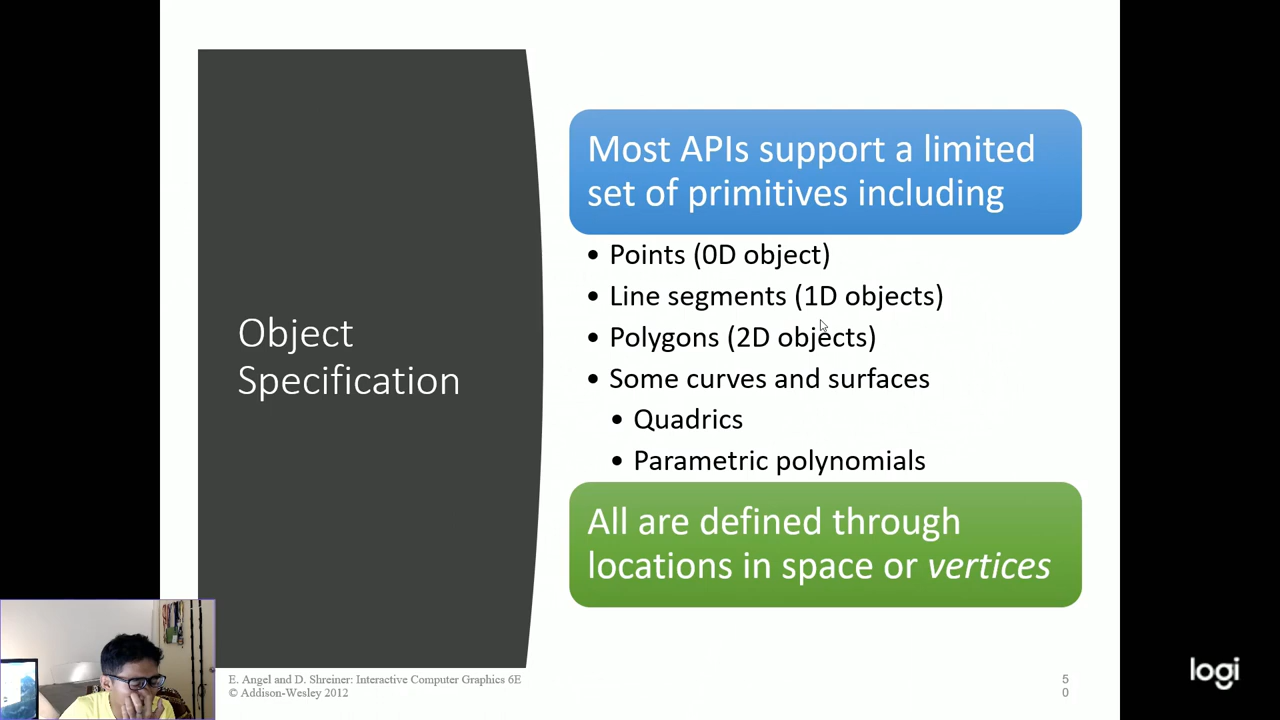 Object
Specification
Most APIs support a limited
set of primitives including
• Points (0D object)
• Line segments (1D objects)
• Polygons (2D objects)
• Some curves and surfaces
• Quadrics
• Parametric polynomials
All are defined through
locations in space or vertices
E. Angel and D. Shreiner: Interactive Computer Graphics 6E
© Addison-Wesley 2012
5
0
logi